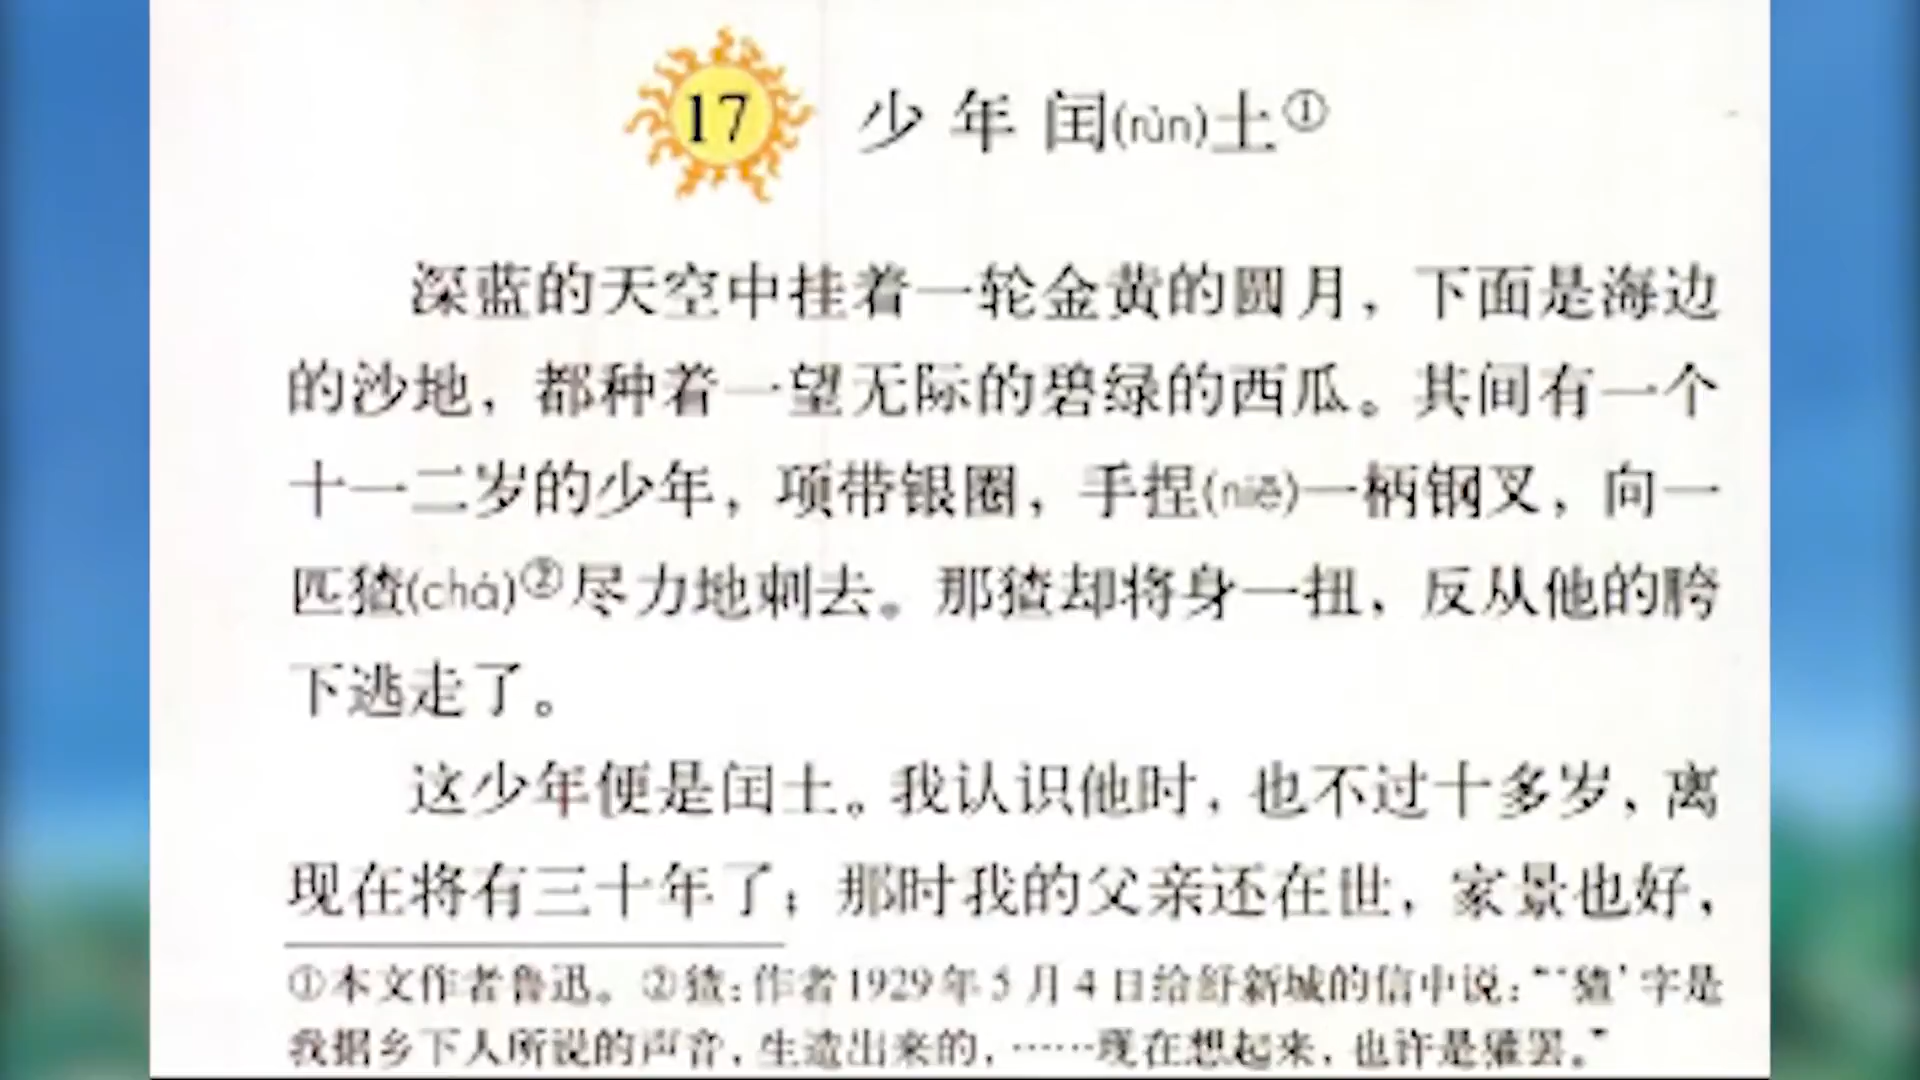 17 少年闰(rùn)土①
深蓝的天空中挂着一轮金黄的圆月，下面是海边
的沙地，都种着一望无际的碧绿的西瓜。其间有一个
十一二岁的少年，项带银圈，手捏(niē)一柄钢叉，向一
匹猹(chá)②尽力地刺去。那猹却将身一扭，反从他的胯
下逃走了。
这少年便是闰土。我认识他时，也不过十多岁，离
现在将有三十年了；那时我的父亲还在世，家景也好，
①本文作者鲁迅。②猹：作者1929年5月4日给舒新城的信中说：“‘猹’字是
我据乡下人所说的声音，生造出来的，……现在想起来，也许是獾罢。”